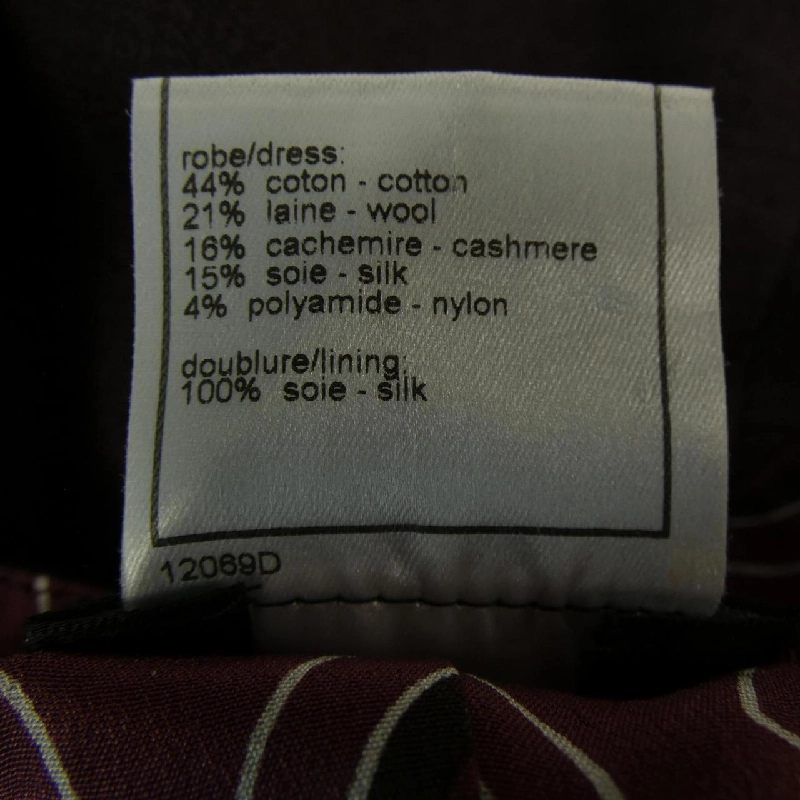 robe/dress:
44% coton - cotton
21% laine - wool
16% cachemire - cashmere
15% soie - silk
4% polyamide - nylon
doublure/lining:
100% soie - silk
12069D